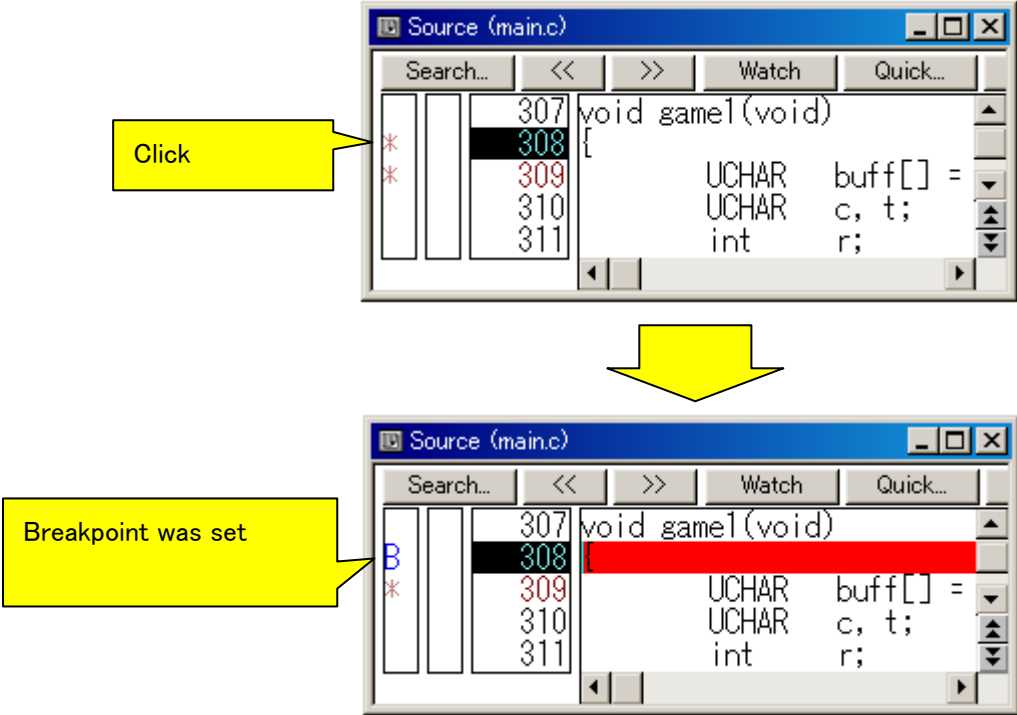 Source (main.c)
Search... << >> Watch Quick...
307 void game1(void)
* 308 {
* 309 UCHAR buff[] =
310 UCHAR c, t;
311 int r;
Click
Source (main.c)
Search... << >> Watch Quick...
307 void game1(void)
B 308 {
* 309 UCHAR buff[] =
310 UCHAR c, t;
311 int r;
Breakpoint was set